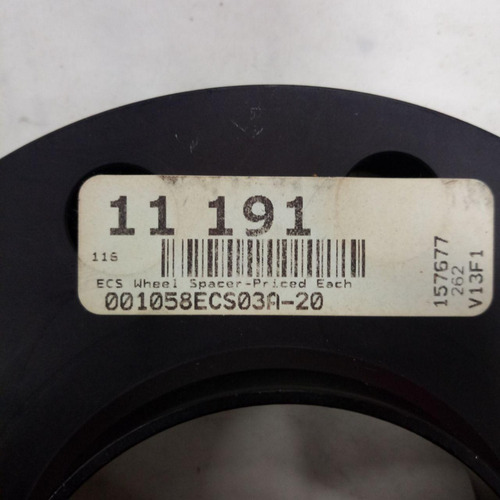 11 191
116
ECS Wheel Spacer-Priced Each
001058ECS03A-20
157677
262
V13F1